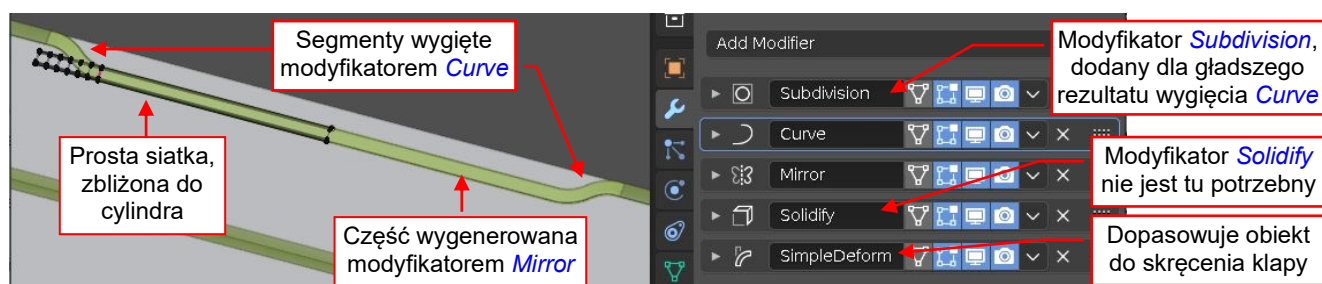 Segmenty wygięte
modyfikatorem Curve
Prosta siatka,
zbliżona do
cylindra
Część wygenerowana
modyfikatorem Mirror
Add Modifier
Subdivision
Curve
Mirror
Solidify
SimpleDeform
Modyfikator Subdivision,
dodany dla gładszego
rezultatu wygięcia Curve
Modyfikator Solidify
nie jest tu potrzebny
Dopasowuje obiekt
do skręcenia klapy